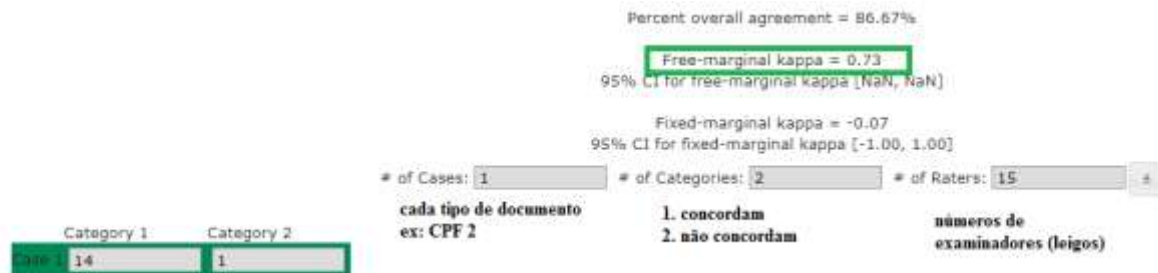 Percent overall agreement = 86.67%
Free-marginal kappa = 0.73
95% CI for free-marginal kappa [NaN, NaN]
Fixed-marginal kappa = -0.07
95% CI for fixed-marginal kappa [-1.00, 1.00]
# of Cases: 1 # of Categories: 2 # of Raters: 15
cada tipo de documento
ex: CPF 2
1. concordam
2. não concordam
números de
examinadores (leigos)
Category 1 Category 2
Case 1 14 1